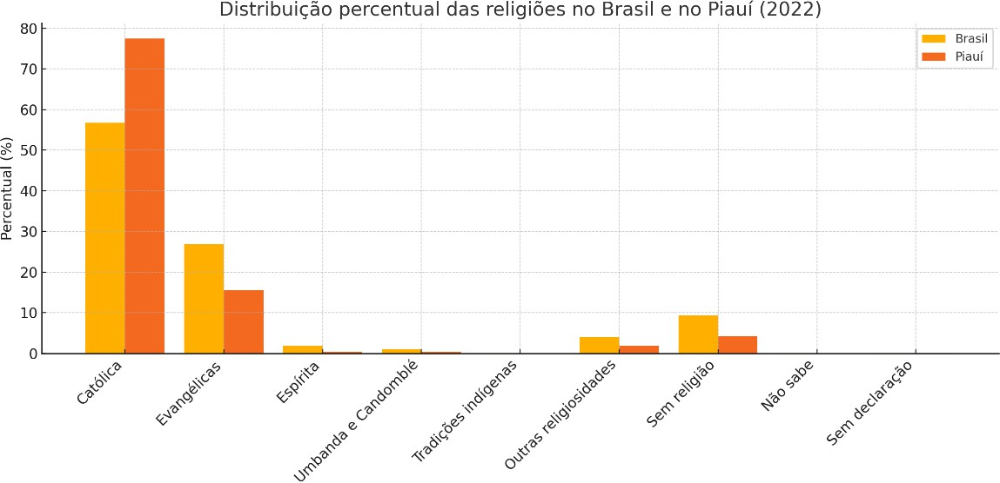 Distribuição percentual das religiões no Brasil e no Piauí (2022)
Brasil
Piauí
Percentual (%)
80
70
60
50
40
30
20
10
0
Católica
Evangélicas
Espírita
Umbanda e Candomblé
Tradições indígenas
Outras religiosidades
Sem religião
Não sabe
Sem declaração